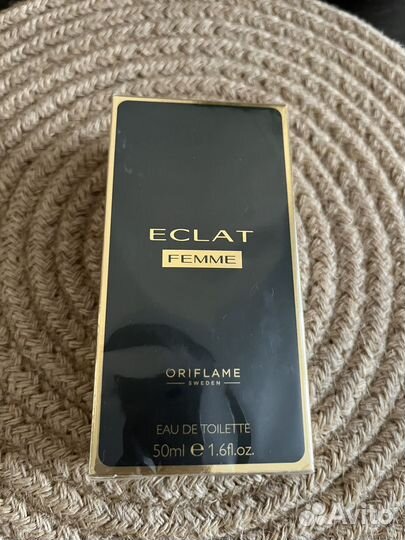 ECLAT
FEMME
ORIFLAME
SWEDEN
EAU DE TOILETTE
50ml ℮ 1.6fl.oz.
Avito